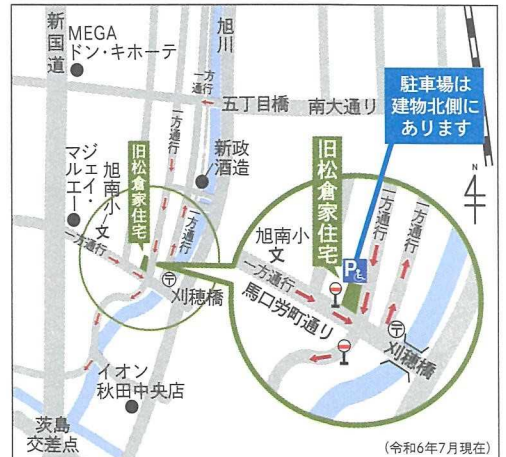 新国道
MEGA
ドン・キホーテ
旭川
一方
通行
五丁目橋
南大通り
駐車場は
建物北側に
あります
一方通行
新政
酒造
ジェイ・
マルエー
旭南小
文
旧松倉家住宅
一方通行
一方通行
〒
刈穂橋
N
旧松倉家住宅
旭南小
文
P
一方通行
一方通行
一方通行
馬口労町通り
〒
刈穂橋
イオン
秋田中央店
茨島
交差点
(令和6年7月現在)